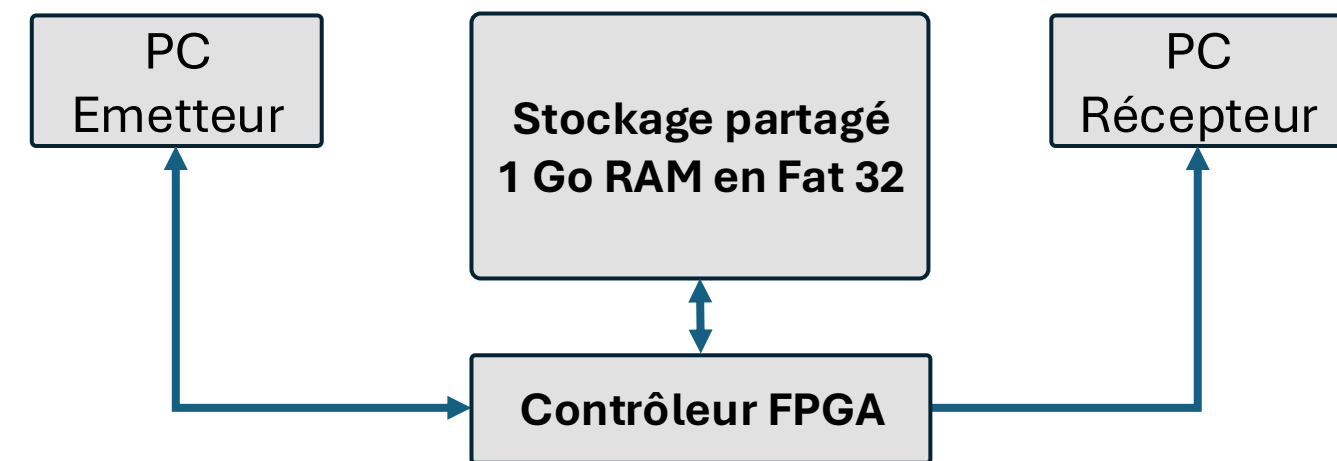 PC
Emetteur
Stockage partagé
1 Go RAM en Fat 32
PC
Récepteur
Contrôleur FPGA